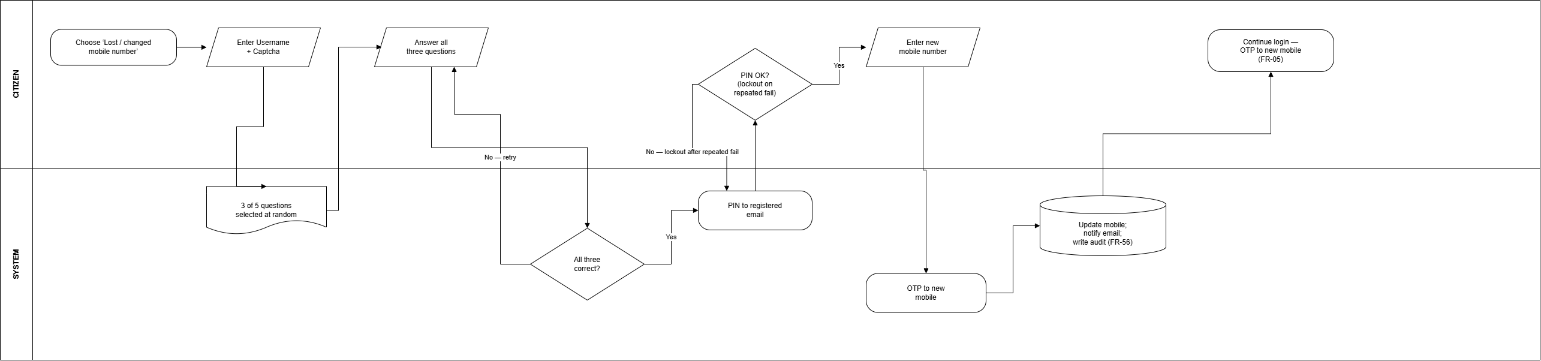 CITIZEN
Choose 'Lost / changed
mobile number'
Enter Username
+ Captcha
Answer all
three questions
PIN OK?
(lockout on
repeated fail)
Yes
Enter new
mobile number
Continue login —
OTP to new mobile
(FR-05)
No — lockout after repeated fail
No — retry
SYSTEM
3 of 5 questions
selected at random
All three
correct?
Yes
PIN to registered
email
OTP to new
mobile
Update mobile;
notify email;
write audit (FR-56)